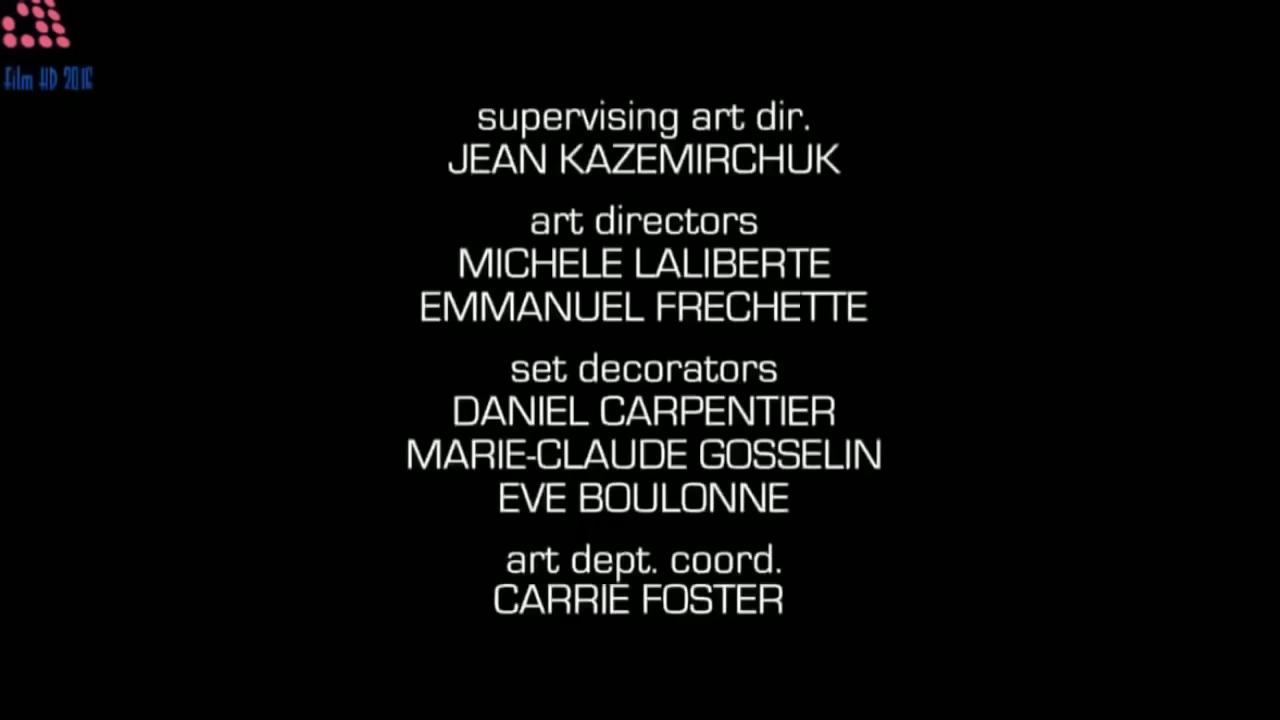 Film HD 2016
supervising art dir.
JEAN KAZEMIRCHUK
art directors
MICHELE LALIBERTE
EMMANUEL FRECHETTE
set decorators
DANIEL CARPENTIER
MARIE-CLAUDE GOSSELIN
EVE BOULONNE
art dept. coord.
CARRIE FOSTER